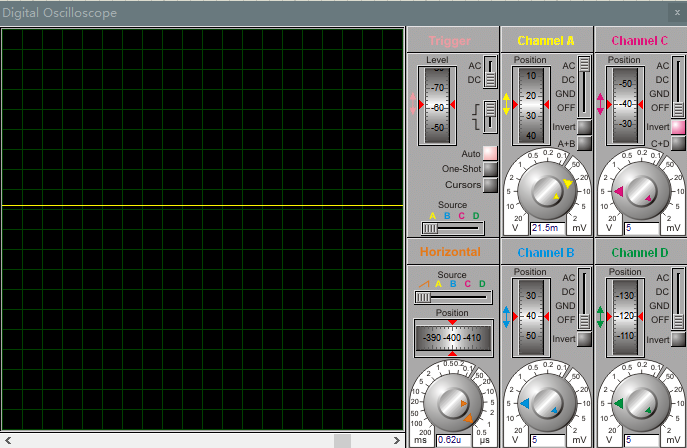 Digital Oscilloscope
x
Trigger
Level
-70
-60
-50
AC
DC
Auto
One-Shot
Cursors
Source
A B C D
Channel A
Position
10
20
30
40
AC
DC
GND
OFF
Invert
A+B
0.2 0.1
0.5 50
1 20
2 10
5 5
10 2
20
V 21.5m mV
Channel C
Position
-50
-40
-30
AC
DC
GND
OFF
Invert
C+D
0.2 0.1
0.5 50
1 20
2 10
5 5
10 2
20
V 5 mV
Horizontal
Source
A B C D
Position
-390 -400 -410
1 0.5 0.1
2 50
5 20
10 10
20 5
50 2
100 1
200 0.5
ms 0.62u µs
Channel B
Position
30
40
50
AC
DC
GND
OFF
Invert
0.2 0.1
0.5 50
1 20
2 10
5 5
10 2
20
V 5 mV
Channel D
Position
-130
-120
-110
AC
DC
GND
OFF
Invert
0.2 0.1
0.5 50
1 20
2 10
5 5
10 2
20
V 5 mV